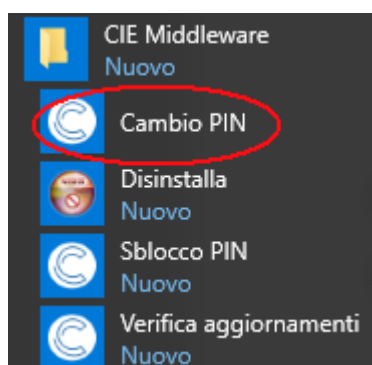 CIE Middleware
Nuovo
Cambio PIN
Disinstalla
Nuovo
Sblocco PIN
Nuovo
Verifica aggiornamenti
Nuovo